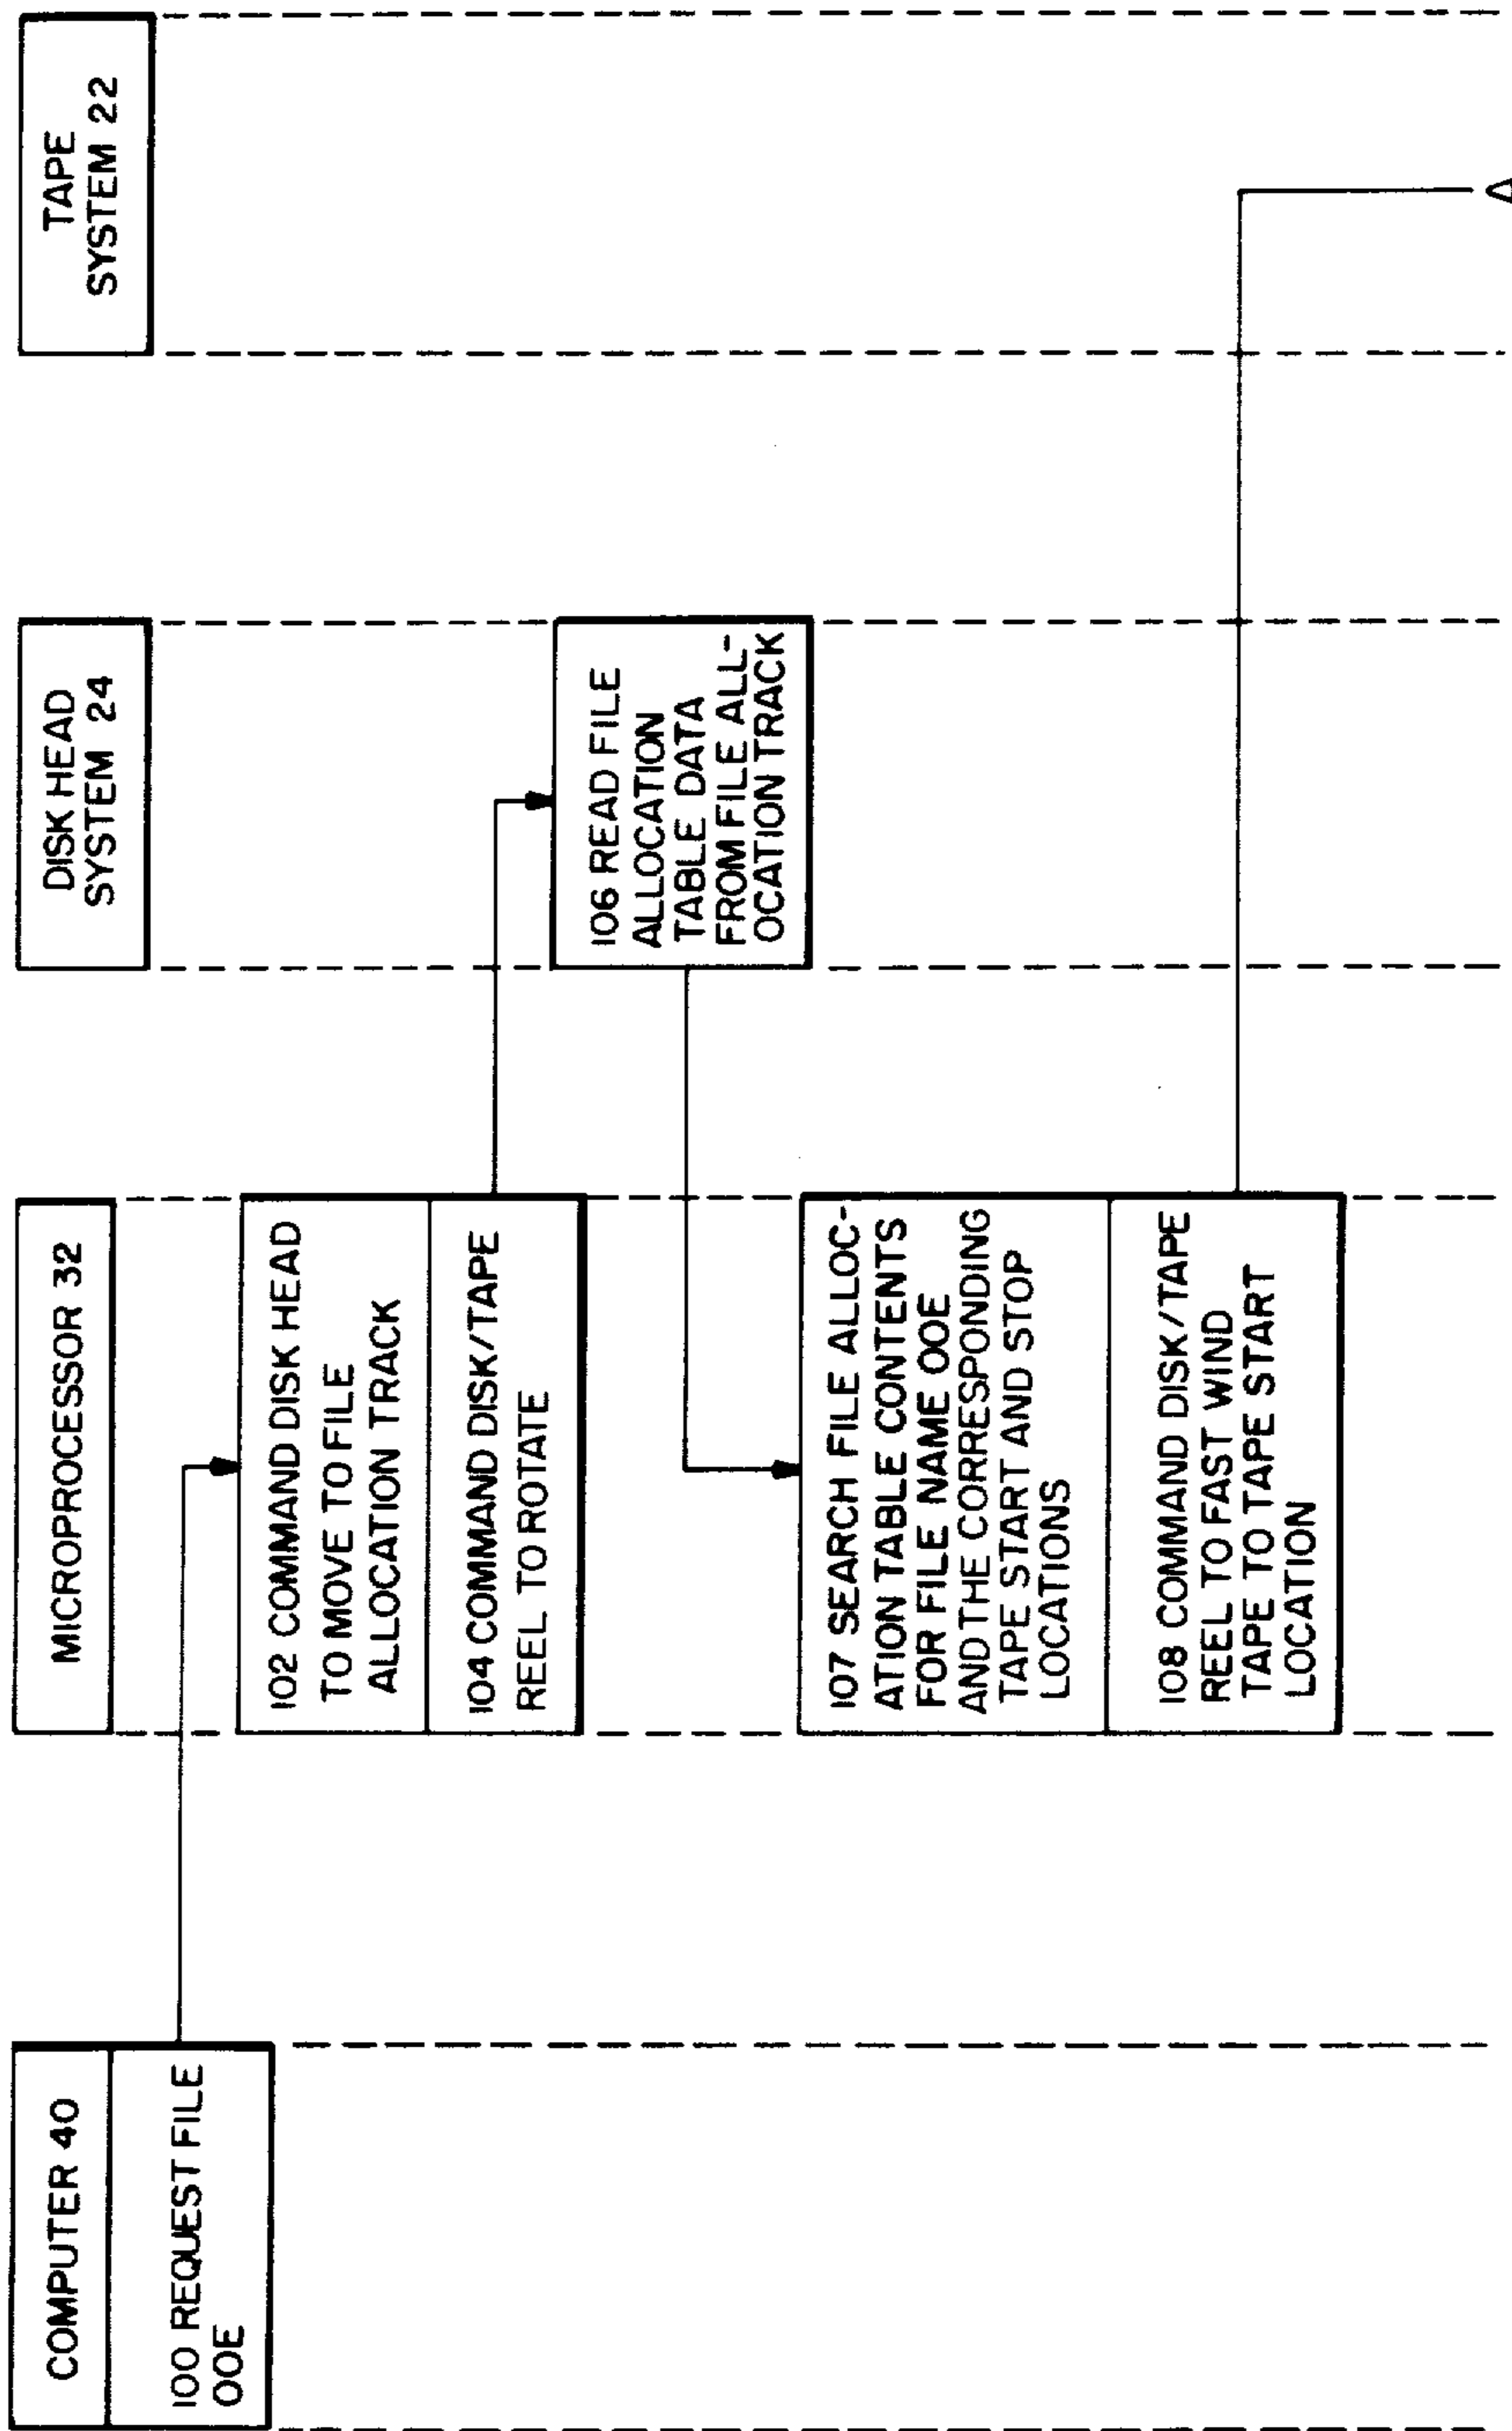 COMPUTER 40
100 REQUEST FILE
OOE
MICROPROCESSOR 32
102 COMMAND DISK HEAD
TO MOVE TO FILE
ALLOCATION TRACK
104 COMMAND DISK/TAPE
REEL TO ROTATE
107 SEARCH FILE ALLOC-
ATION TABLE CONTENTS
FOR FILE NAME OOE
AND THE CORRESPONDING
TAPE START AND STOP
LOCATIONS
108 COMMAND DISK/TAPE
REEL TO FAST WIND
TAPE TO TAPE START
LOCATION
DISK HEAD
SYSTEM 24
106 READ FILE
ALLOCATION
TABLE DATA
FROM FILE ALL-
OCATION TRACK
TAPE
SYSTEM 22
A